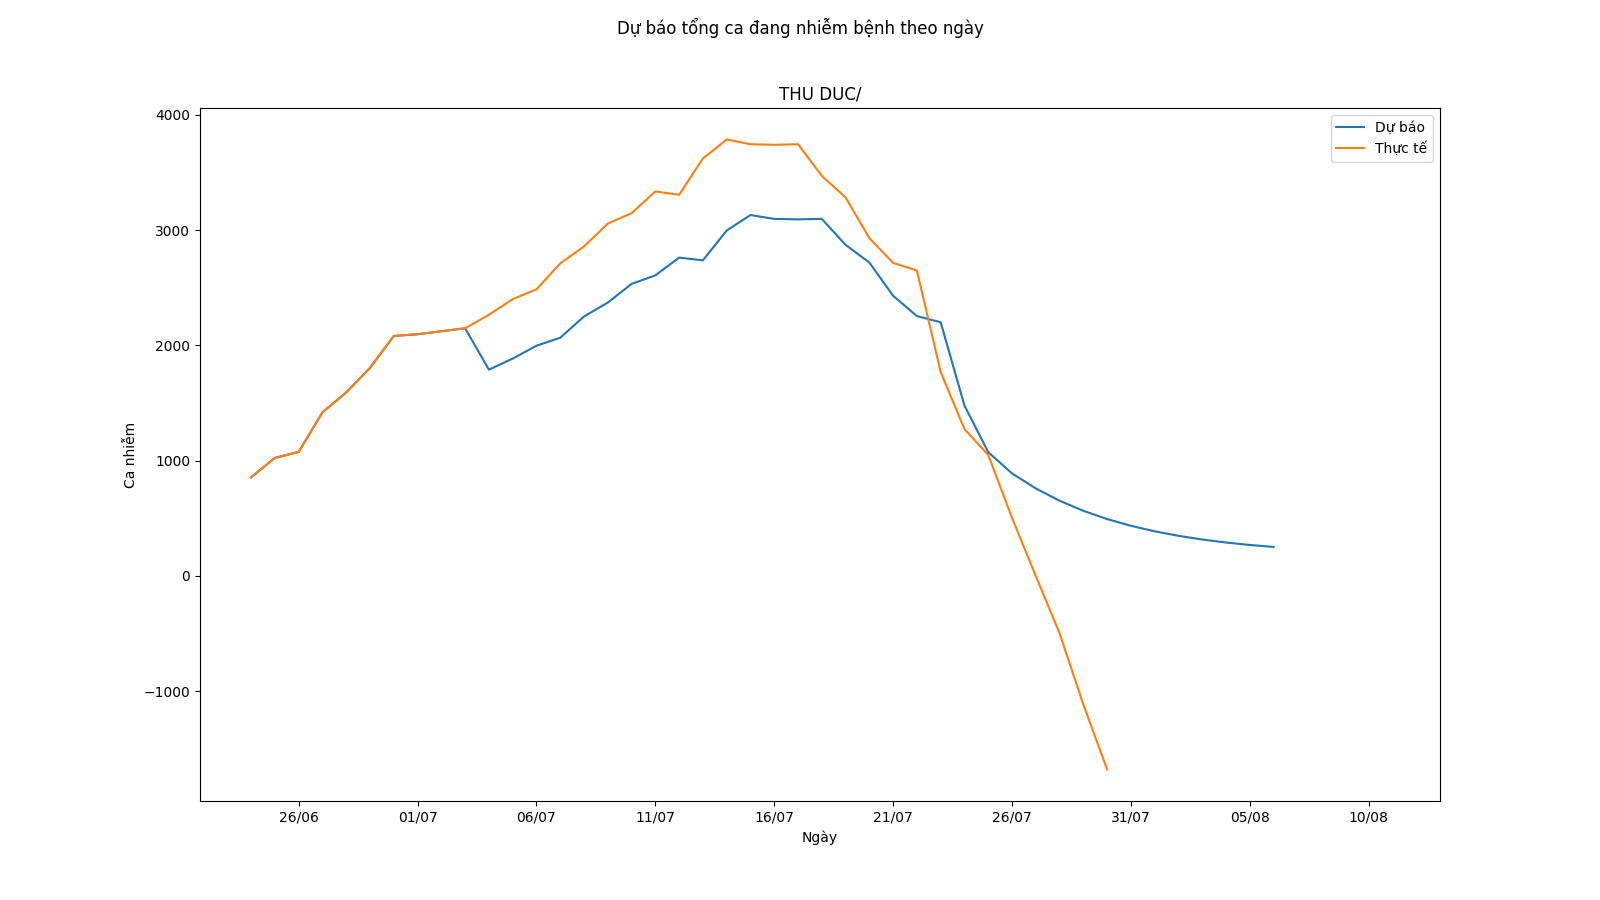 Dự báo tổng ca đang nhiễm bệnh theo ngày
THU DUC/
Dự báo
Thực tế
4000
3000
2000
1000
0
−1000
Ca nhiễm
26/06 01/07 06/07 11/07 16/07 21/07 26/07 31/07 05/08 10/08
Ngày